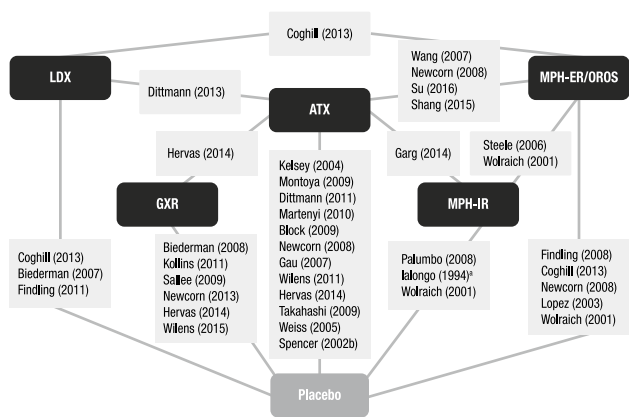 Coghill (2013)
LDX
MPH-ER/OROS
Wang (2007)
Newcorn (2008)
Su (2016)
Shang (2015)
Dittmann (2013)
ATX
Hervas (2014)
Garg (2014)
Steele (2006)
Wolraich (2001)
GXR
MPH-IR
Kelsey (2004)
Montoya (2009)
Dittmann (2011)
Martenyi (2010)
Block (2009)
Newcorn (2008)
Gau (2007)
Wilens (2011)
Hervas (2014)
Takahashi (2009)
Weiss (2005)
Spencer (2002b)
Coghill (2013)
Biederman (2007)
Findling (2011)
Biederman (2008)
Kollins (2011)
Sallee (2009)
Newcorn (2013)
Hervas (2014)
Wilens (2015)
Palumbo (2008)
Ialongo (1994)ª
Wolraich (2001)
Findling (2008)
Coghill (2013)
Newcorn (2008)
Lopez (2003)
Wolraich (2001)
Placebo